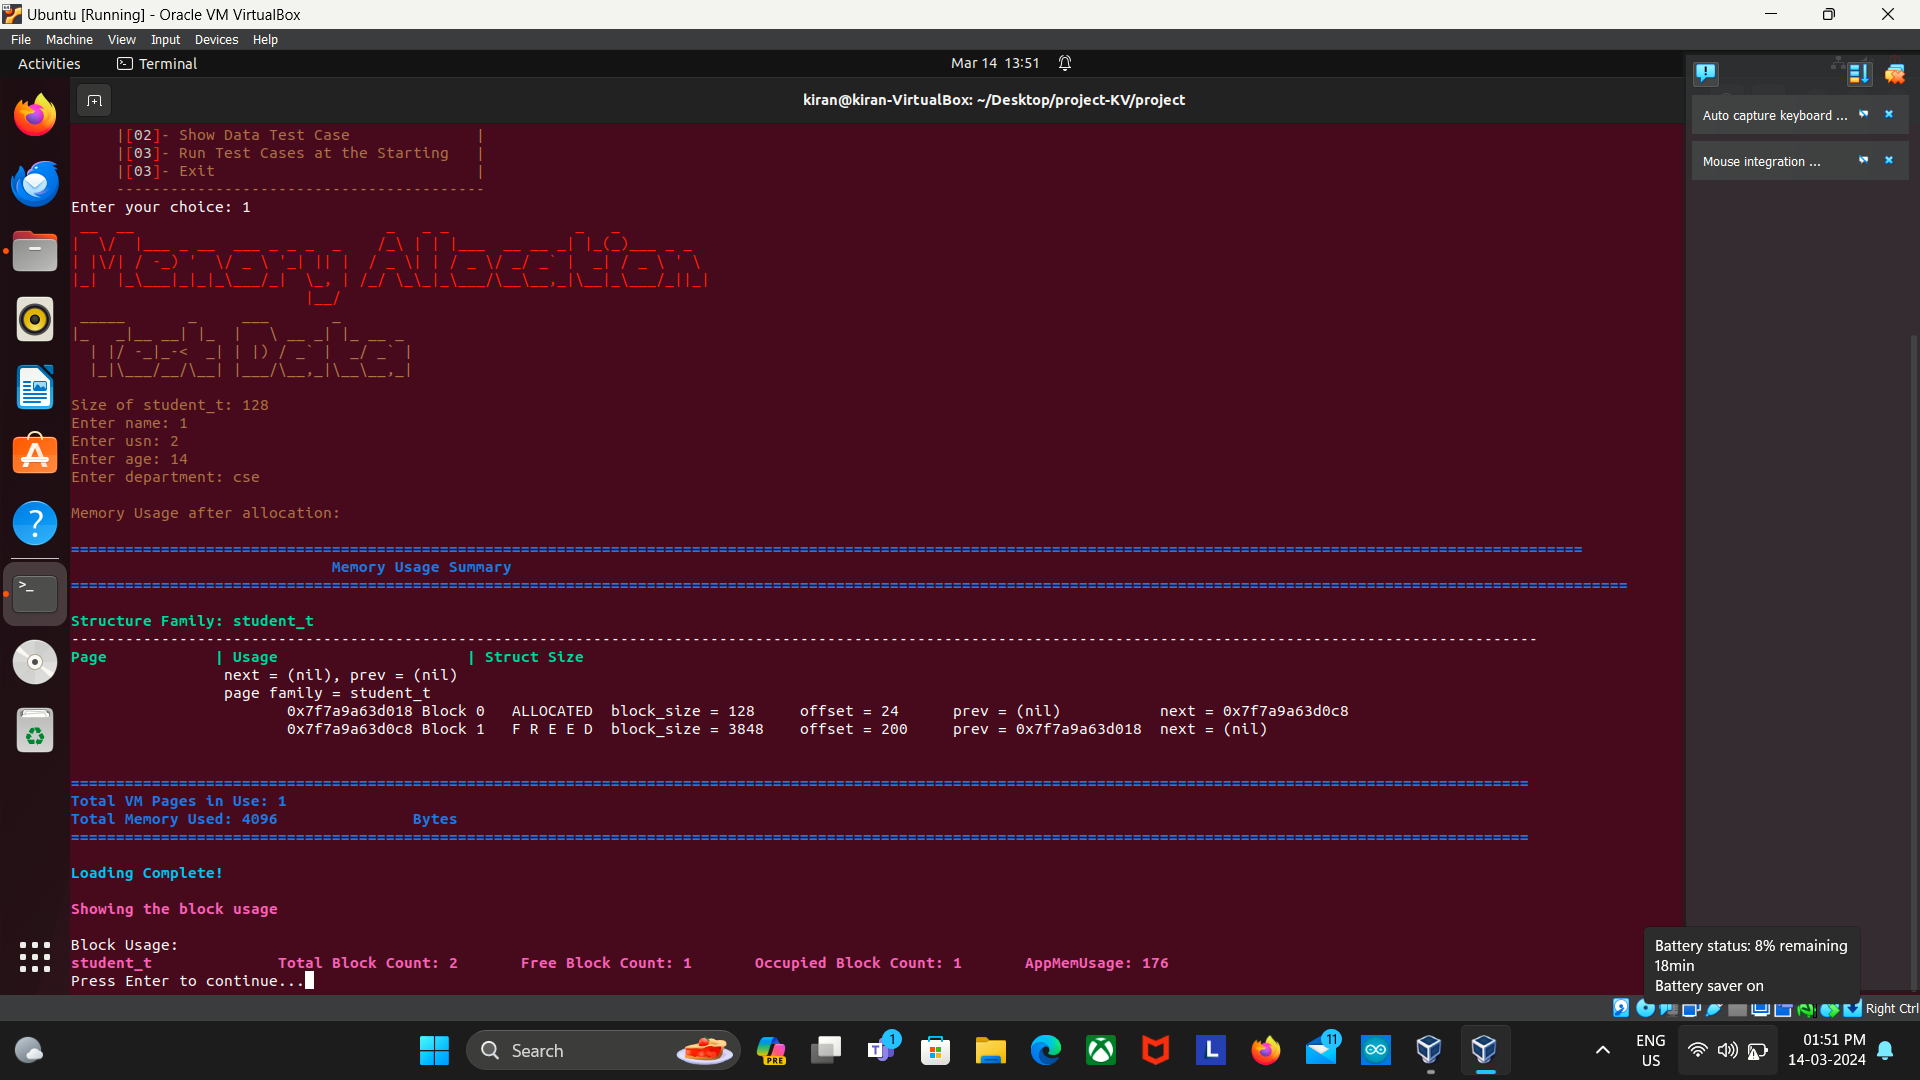 Ubuntu [Running] - Oracle VM VirtualBox
File Machine View Input Devices Help
Activities Terminal Mar 14 13:51
kiran@kiran-VirtualBox: ~/Desktop/project-KV/project
Auto capture keyboard ...
Mouse integration ...
|[02]- Show Data Test Case |
|[03]- Run Test Cases at the Starting |
|[03]- Exit |
-----------------------------------------
Enter your choice: 1
Memory Allocation
Test Data
Size of student_t: 128
Enter name: 1
Enter usn: 2
Enter age: 14
Enter department: cse
Memory Usage after allocation:
Memory Usage Summary
Structure Family: student_t
Page | Usage | Struct Size
next = (nil), prev = (nil)
page family = student_t
0x7f7a9a63d018 Block 0 ALLOCATED block_size = 128 offset = 24 prev = (nil) next = 0x7f7a9a63d0c8
0x7f7a9a63d0c8 Block 1 F R E E D block_size = 3848 offset = 200 prev = 0x7f7a9a63d018 next = (nil)
Total VM Pages in Use: 1
Total Memory Used: 4096 Bytes
Loading Complete!
Showing the block usage
Block Usage:
student_t Total Block Count: 2 Free Block Count: 1 Occupied Block Count: 1 AppMemUsage: 176
Press Enter to continue...
Battery status: 8% remaining
18min
Battery saver on
Right Ctrl
Search
PRE
1
L
11
ENG
US
01:51 PM
14-03-2024